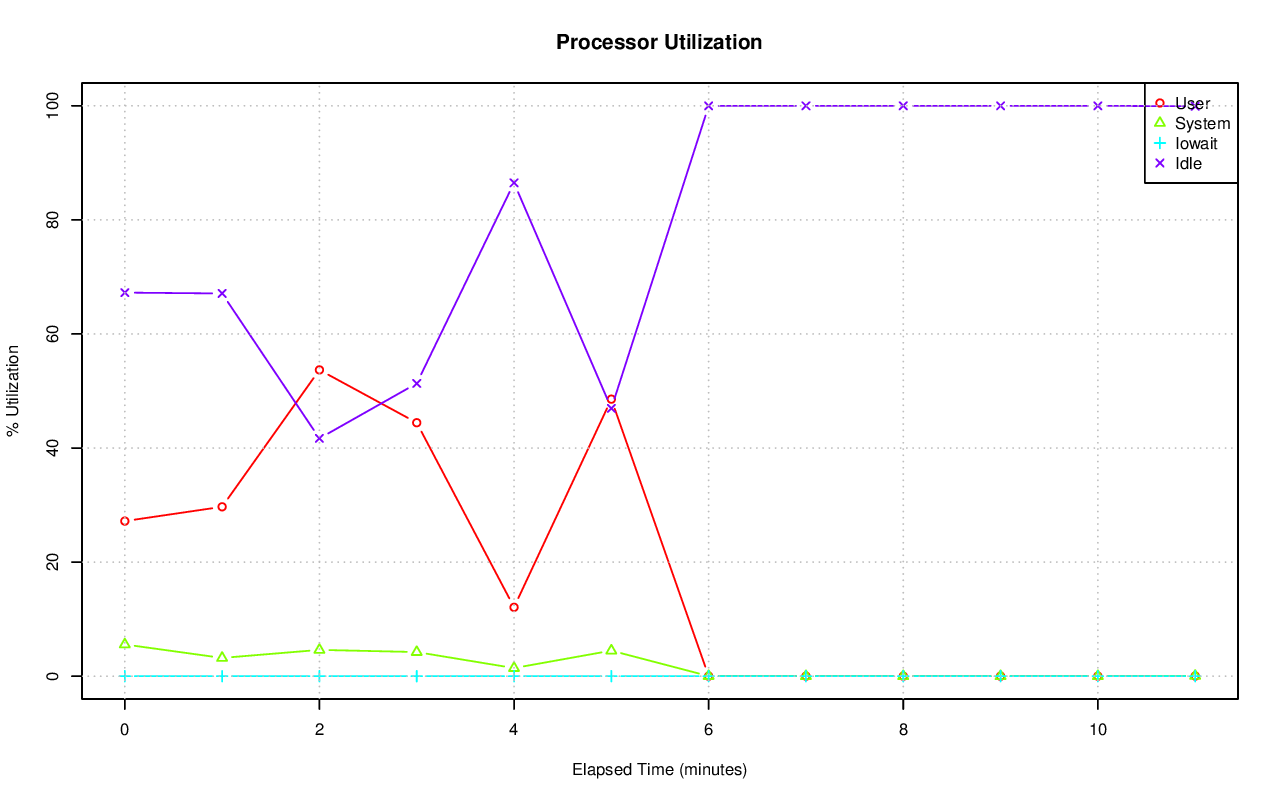 Processor Utilization
100
80
60
40
20
0
% Utilization
User
System
Iowait
Idle
0 2 4 6 8 10
Elapsed Time (minutes)